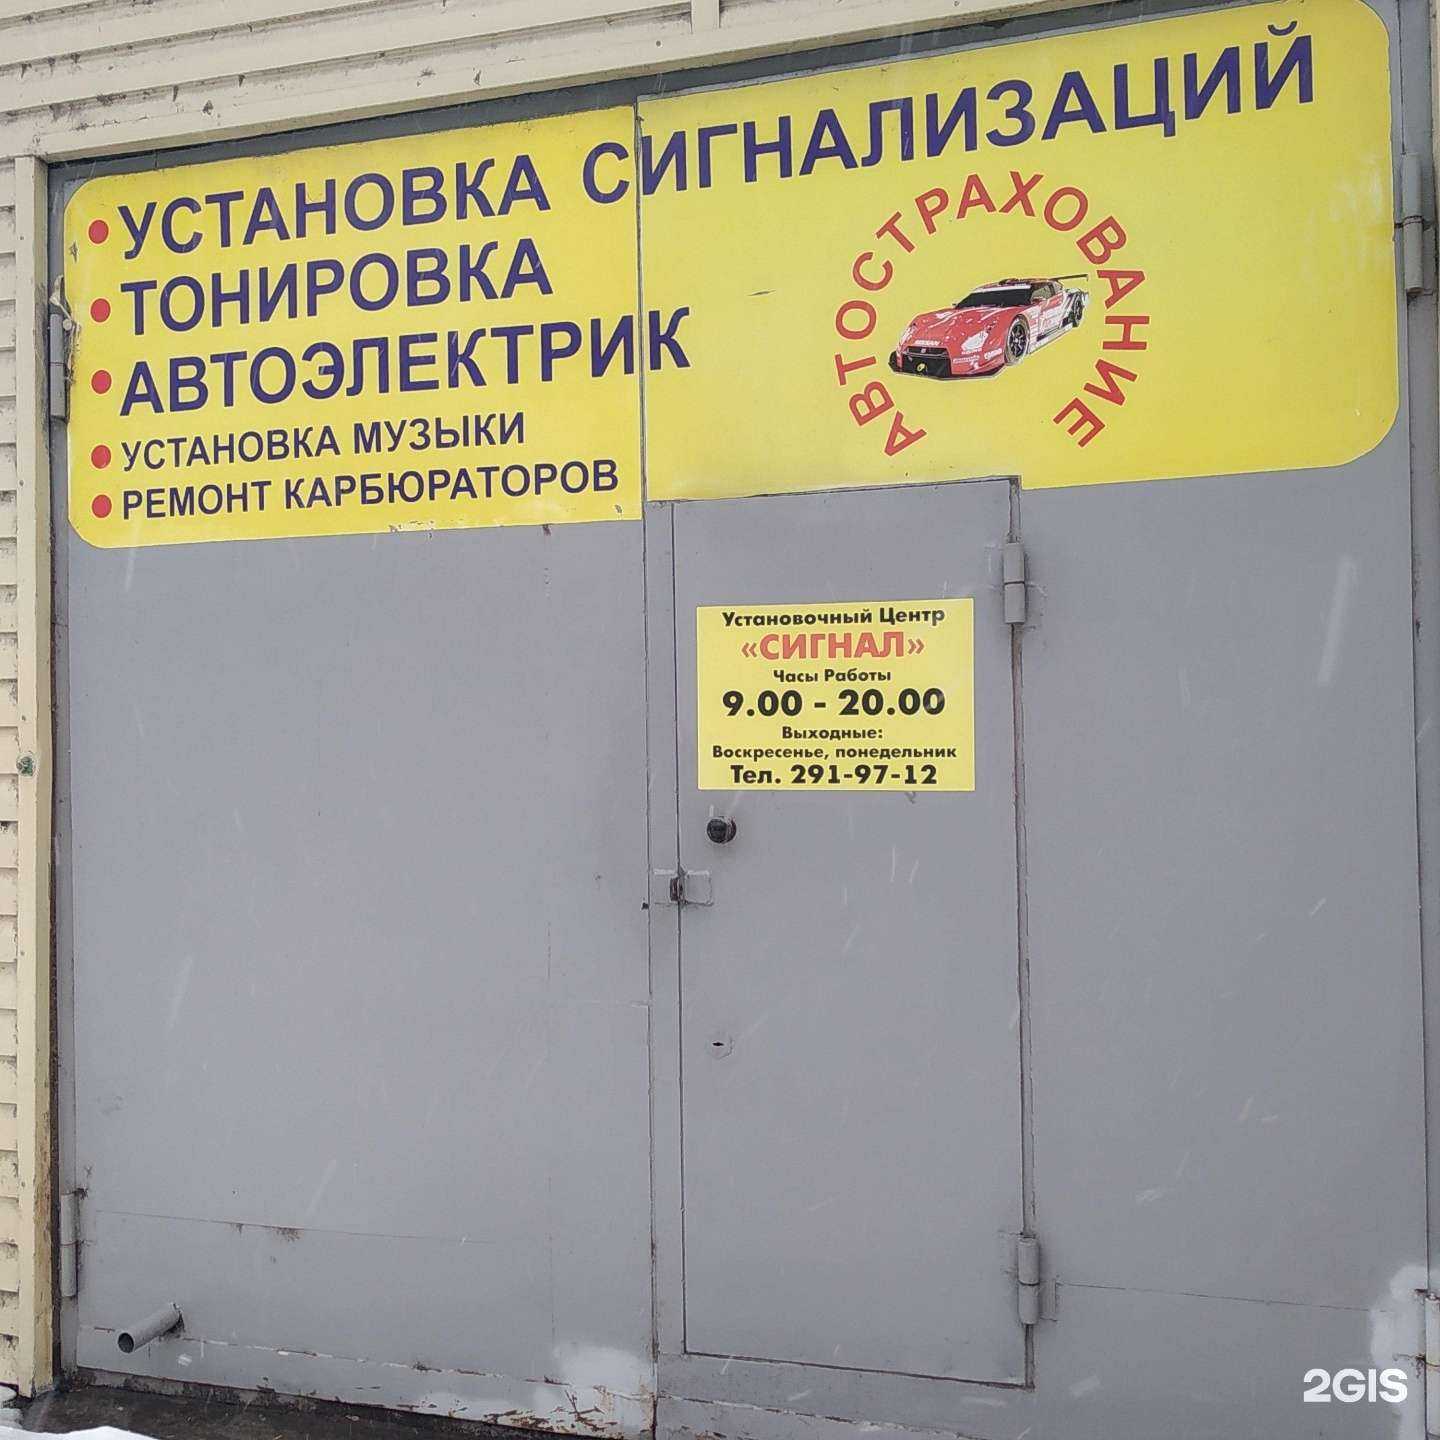 • УСТАНОВКА СИГНАЛИЗАЦИЙ
• ТОНИРОВКА
• АВТОЭЛЕКТРИК
• УСТАНОВКА МУЗЫКИ
• РЕМОНТ КАРБЮРАТОРОВ
АВТОСТРАХОВАНИЕ
NISSAN
Установочный Центр
«СИГНАЛ»
Часы Работы
9.00 - 20.00
Выходные:
Воскресенье, понедельник
Тел. 291-97-12
2GIS